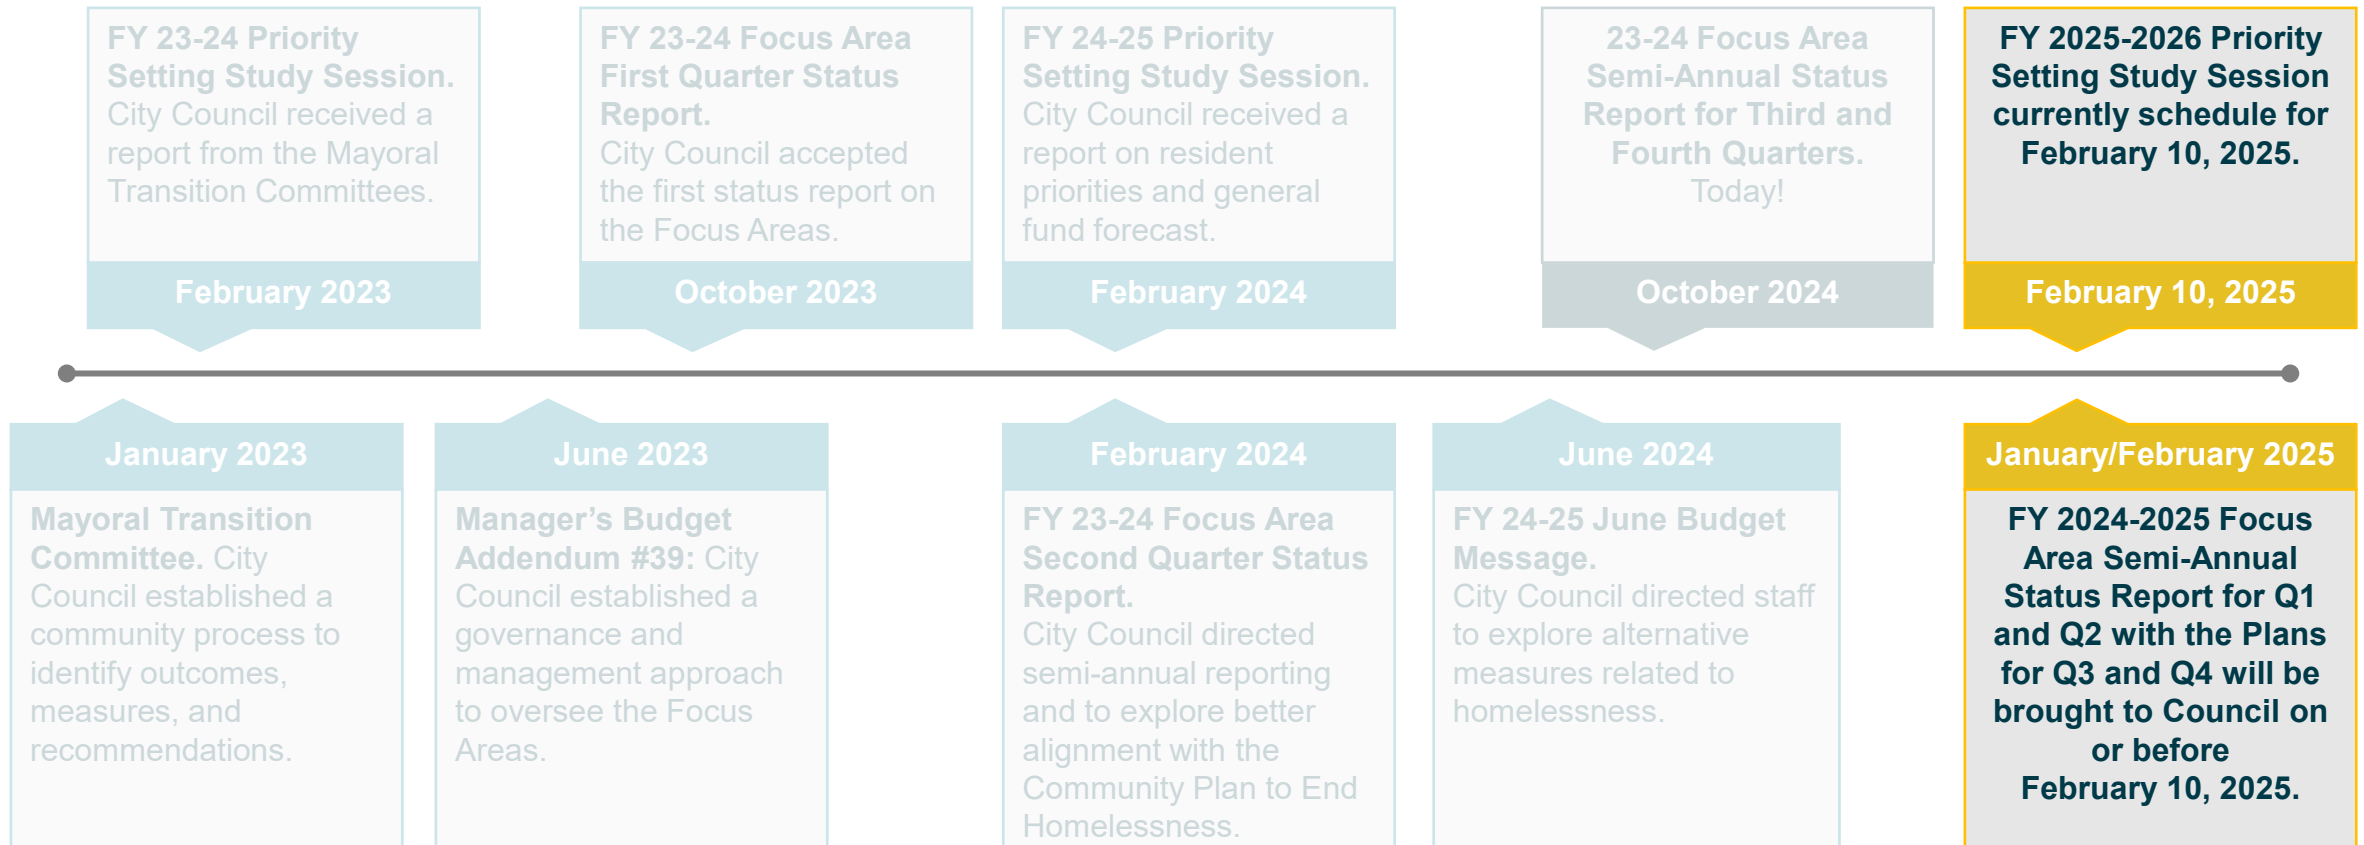 FY 23-24 Priority
Setting Study Session.
City Council received a
report from the Mayoral
Transition Committees.
February 2023
FY 23-24 Focus Area
First Quarter Status
Report.
City Council accepted
the first status report on
the Focus Areas.
October 2023
FY 24-25 Priority
Setting Study Session.
City Council received a
report on resident
priorities and general
fund forecast.
February 2024
23-24 Focus Area
Semi-Annual Status
Report for Third and
Fourth Quarters.
Today!
October 2024
FY 2025-2026 Priority
Setting Study Session
currently schedule for
February 10, 2025.
February 10, 2025
January 2023
Mayoral Transition
Committee. City
Council established a
community process to
identify outcomes,
measures, and
recommendations.
June 2023
Manager’s Budget
Addendum #39: City
Council established a
governance and
management approach
to oversee the Focus
Areas.
February 2024
FY 23-24 Focus Area
Second Quarter Status
Report.
City Council directed
semi-annual reporting
and to explore better
alignment with the
Community Plan to End
Homelessness.
June 2024
FY 24-25 June Budget
Message.
City Council directed staff
to explore alternative
measures related to
homelessness.
January/February 2025
FY 2024-2025 Focus
Area Semi-Annual
Status Report for Q1
and Q2 with the Plans
for Q3 and Q4 will be
brought to Council on
or before
February 10, 2025.